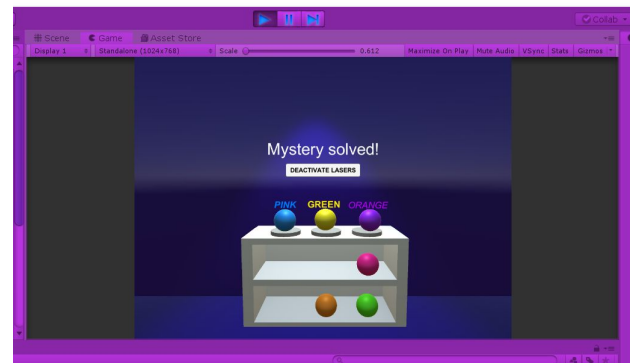 Collab
Scene Game Asset Store
Display 1 Standalone (1024x768) Scale 0.612 Maximize On Play Mute Audio VSync Stats Gizmos
Mystery solved!
DEACTIVATE LASERS
PINK GREEN ORANGE